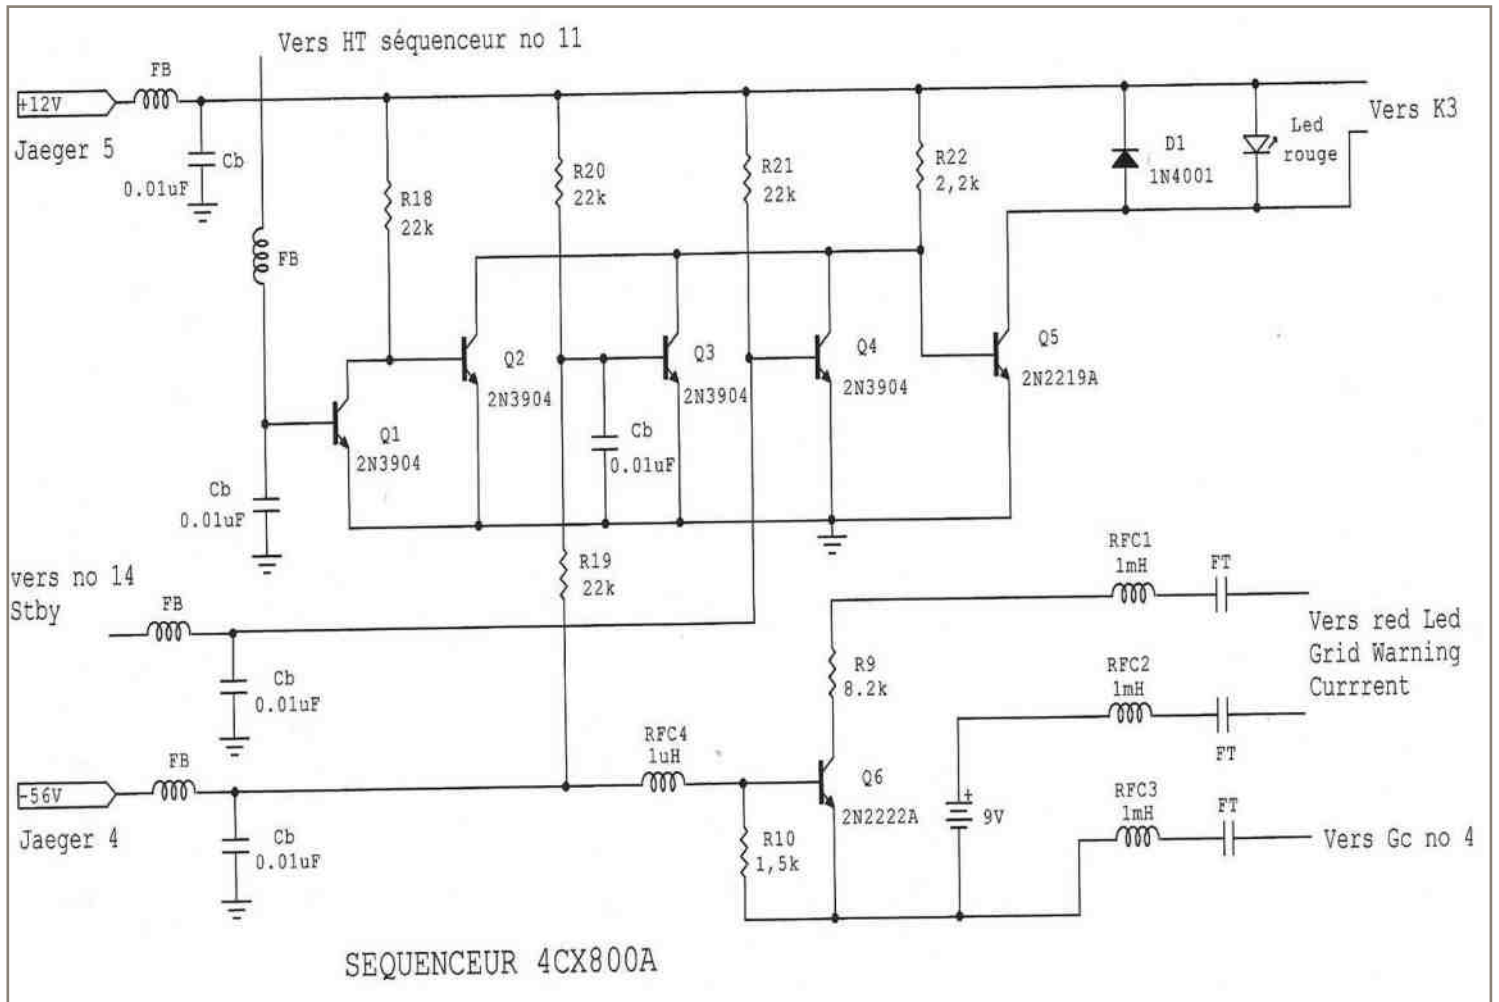 Vers HT séquenceur no 11
FB
+12V
Jaeger 5
Cb
0.01uF
FB
R18
22k
R20
22k
R21
22k
R22
2,2k
D1
1N4001
Led
rouge
Vers K3
Q1
2N3904
Q2
2N3904
Q3
2N3904
Q4
2N3904
Q5
2N2219A
Cb
0.01uF
Cb
0.01uF
vers no 14
Stby
FB
Cb
0.01uF
R19
22k
RFC1
1mH
FT
Vers red Led
Grid Warning
Currrent
R9
8.2k
RFC2
1mH
FT
-56V
Jaeger 4
FB
Cb
0.01uF
RFC4
1uH
Q6
2N2222A
R10
1,5k
+
9V
RFC3
1mH
FT
Vers Gc no 4
SEQUENCEUR 4CX800A